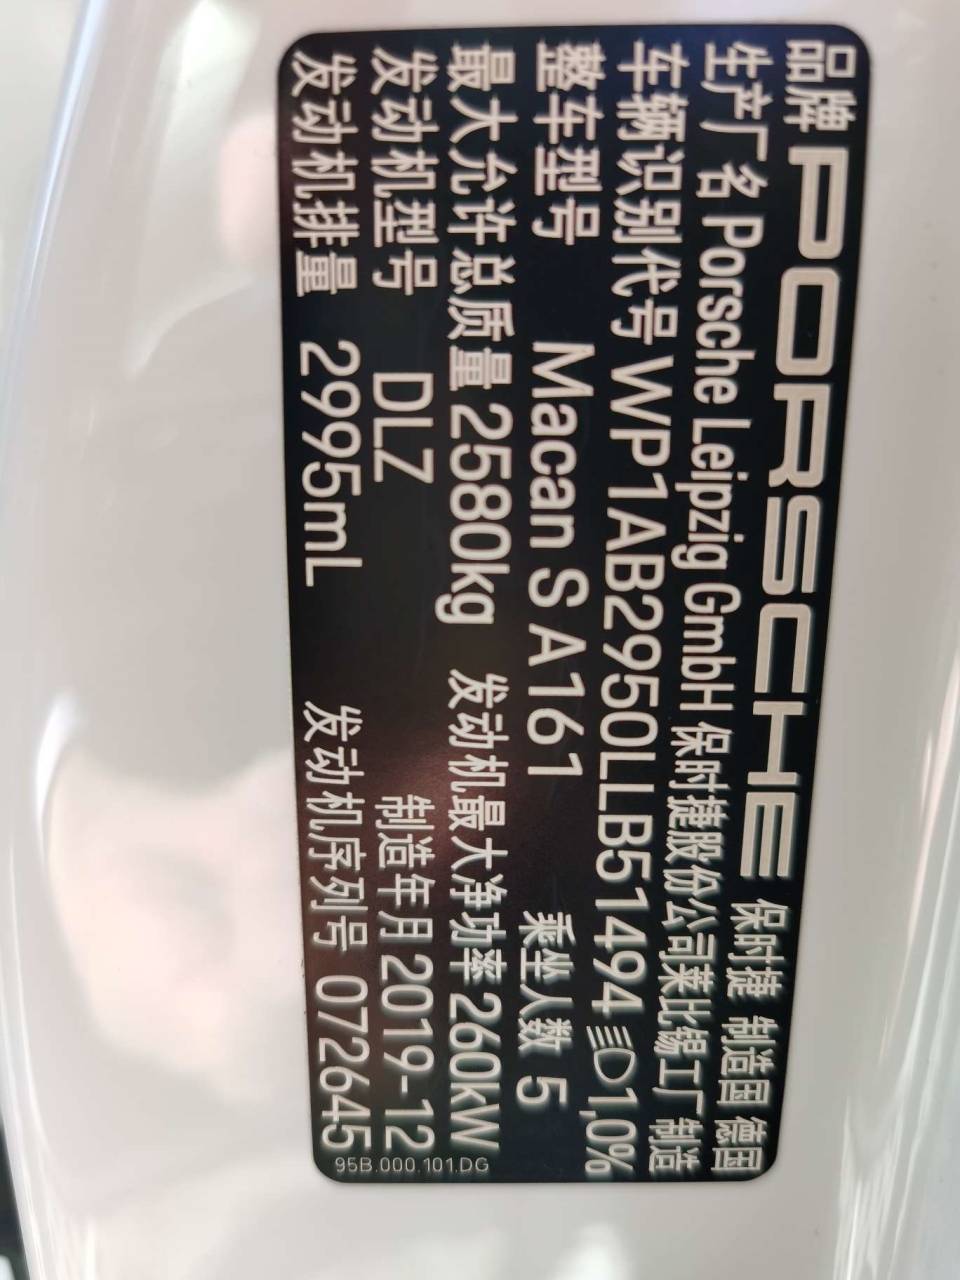 品牌 PORSCHE 保时捷 制造国 德国
生产厂名 Porsche Leipzig GmbH 保时捷股份公司莱比锡工厂 制造
车辆识别代号 WP1AB2950LB51494 1,0%
整车型号 Macan S A161 乘坐人数 5
最大允许总质量 2580kg 发动机最大净功率 260kW
发动机型号 DLZ 制造年月 2019-12
发动机排量 2995mL 发动机序列号 072645
95B.000.101.DG